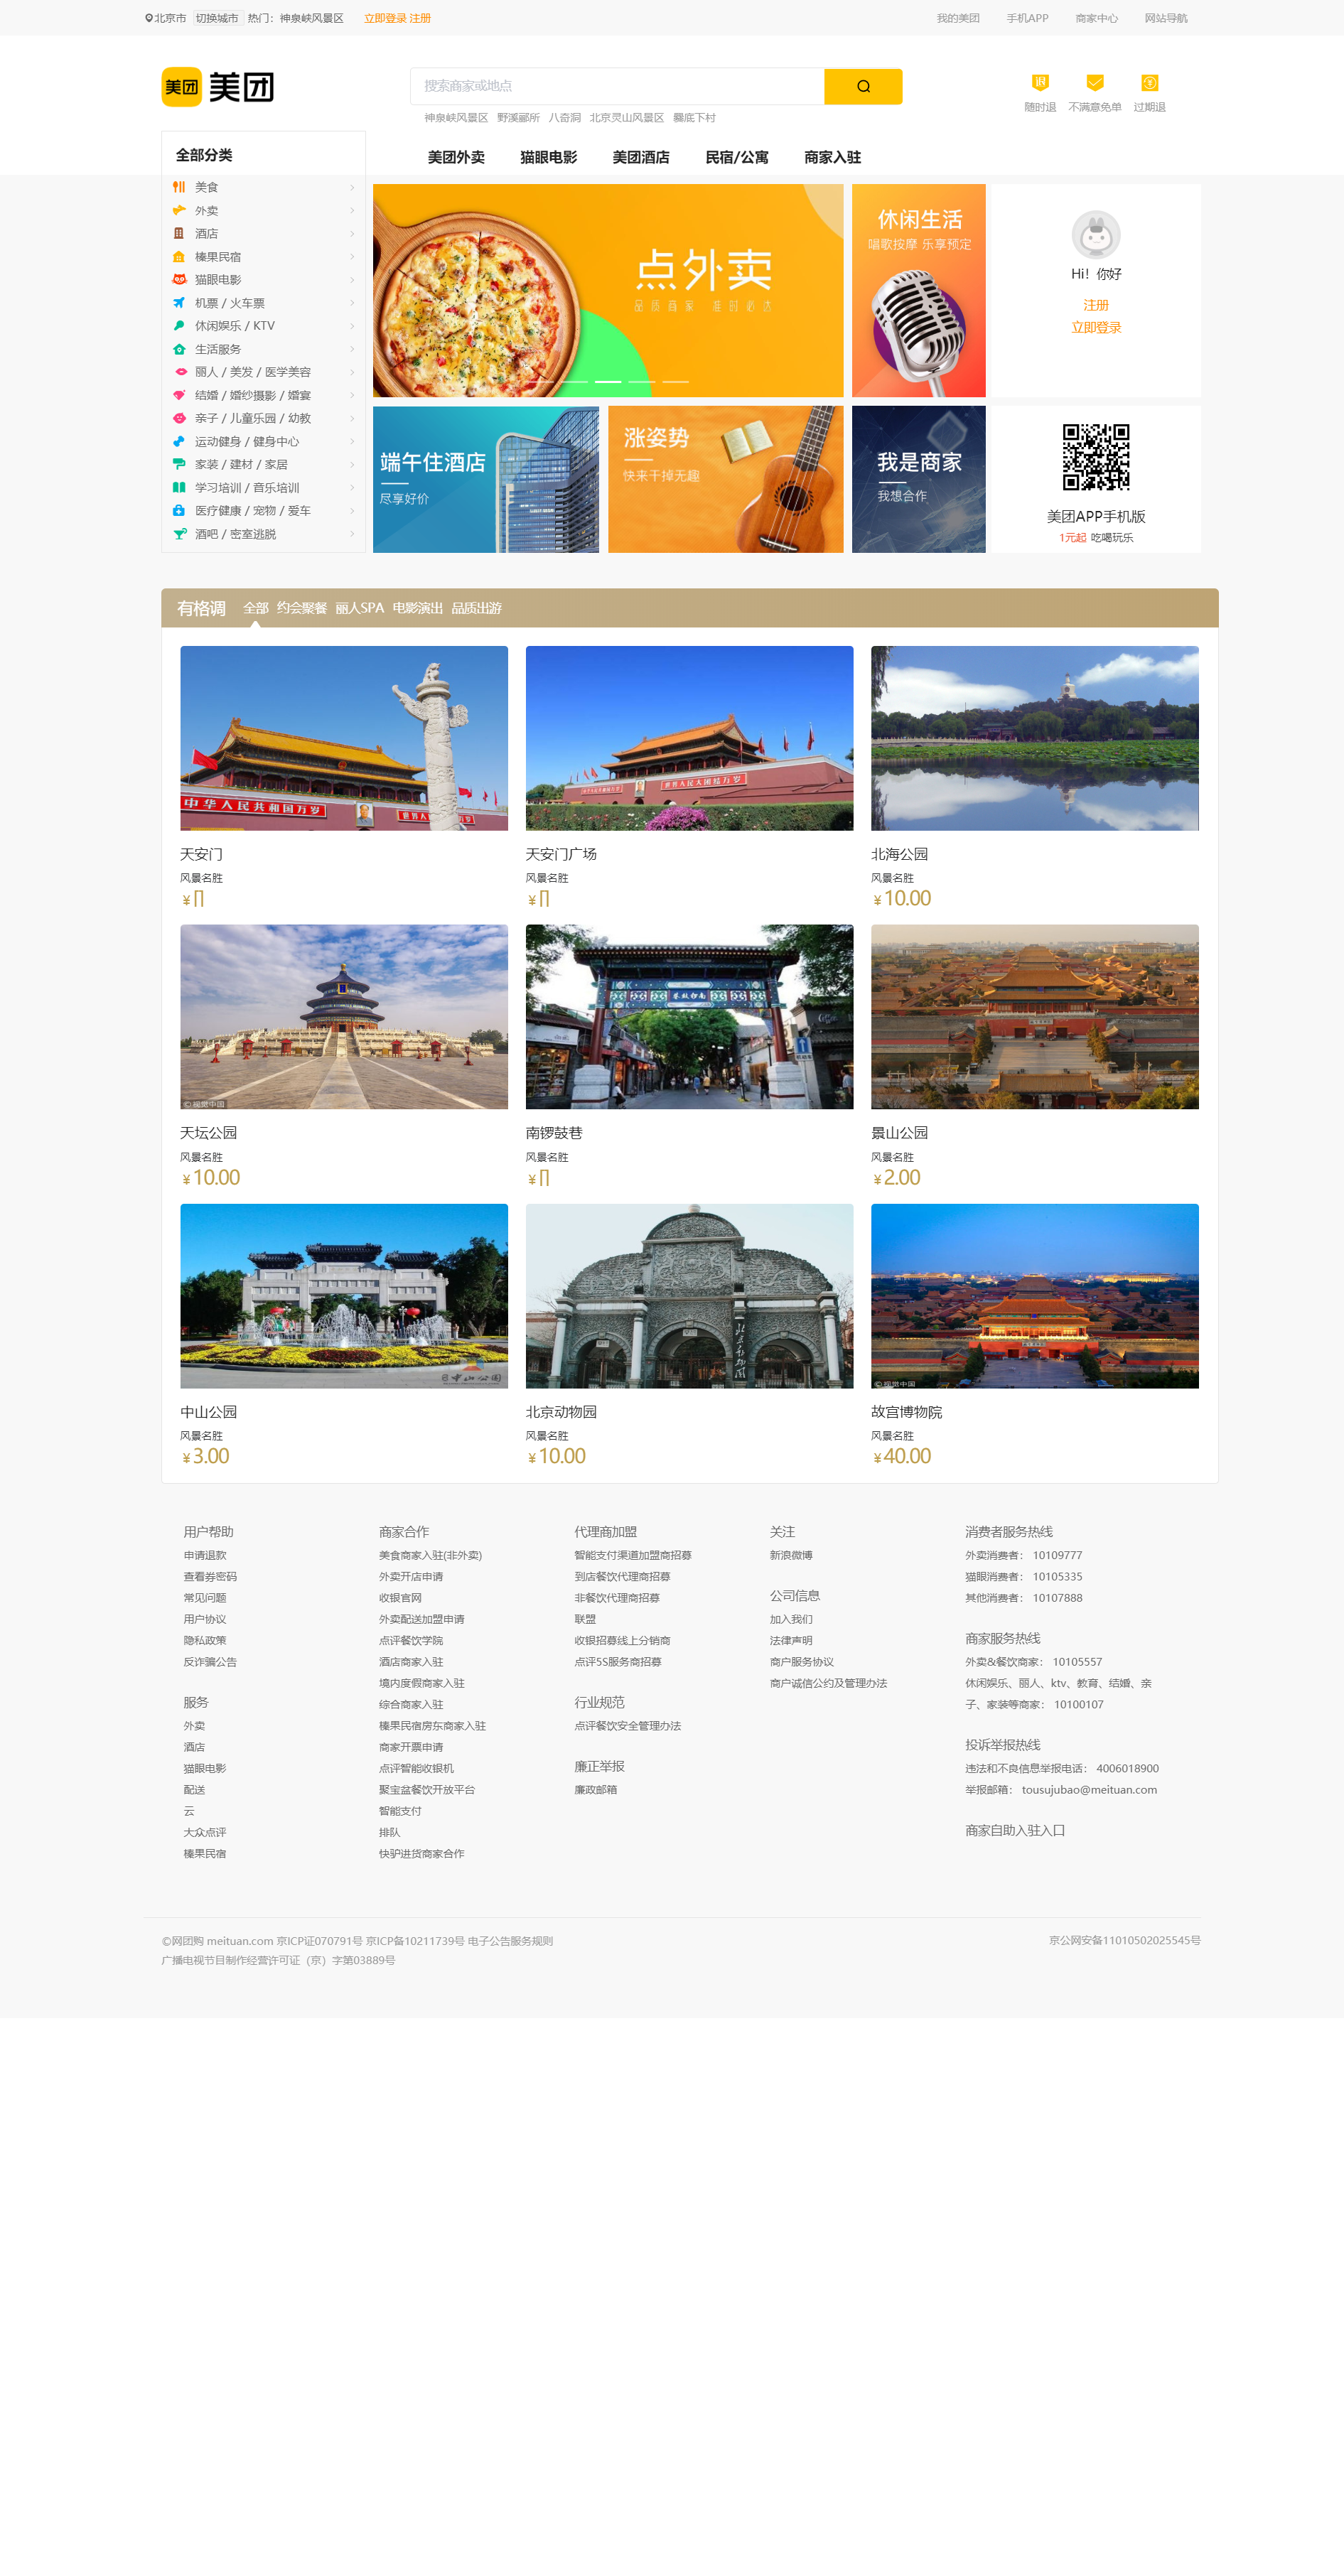 北京市 切换城市 热门： 神泉峡风景区 立即登录 注册 我的美团 手机APP 商家中心 网站导航
美团 美团
搜索商家或地点
随时退 不满意免单 过期退
神泉峡风景区 野溪郦所 八奇洞 北京灵山风景区 爨底下村
全部分类 美团外卖 猫眼电影 美团酒店 民宿/公寓 商家入驻
美食
外卖
酒店
榛果民宿
猫眼电影
机票 / 火车票
休闲娱乐 / KTV
生活服务
丽人 / 美发 / 医学美容
结婚 / 婚纱摄影 / 婚宴
亲子 / 儿童乐园 / 幼教
运动健身 / 健身中心
家装 / 建材 / 家居
学习培训 / 音乐培训
医疗健康 / 宠物 / 爱车
酒吧 / 密室逃脱
点外卖
品质商家 准时必达
休闲生活
唱歌按摩 乐享预定
Hi！你好
注册
立即登录
端午住酒店
尽享好价
涨姿势
快来干掉无趣
我是商家
我想合作
美团APP手机版
1元起 吃喝玩乐
有格调 全部 约会聚餐 丽人SPA 电影演出 品质出游
中华人民共和国万岁
世界人民大团结万岁
天安门
风景名胜
¥[]
天安门广场
风景名胜
¥[]
北海公园
风景名胜
¥10.00
©视觉中国
天坛公园
风景名胜
¥10.00
南锣鼓巷
南锣鼓巷
风景名胜
¥[]
景山公园
风景名胜
¥2.00
中山公园
中山公园
风景名胜
¥3.00
北京动物园
风景名胜
¥10.00
©视觉中国
故宫博物院
风景名胜
¥40.00
用户帮助
申请退款
查看券密码
常见问题
用户协议
隐私政策
反诈骗公告
服务
外卖
酒店
猫眼电影
配送
云
大众点评
榛果民宿
商家合作
美食商家入驻(非外卖)
外卖开店申请
收银官网
外卖配送加盟申请
点评餐饮学院
酒店商家入驻
境内度假商家入驻
综合商家入驻
榛果民宿房东商家入驻
商家开票申请
点评智能收银机
聚宝盆餐饮开放平台
智能支付
排队
快驴进货商家合作
代理商加盟
智能支付渠道加盟商招募
到店餐饮代理商招募
非餐饮代理商招募
联盟
收银招募线上分销商
点评5S服务商招募
行业规范
点评餐饮安全管理办法
廉正举报
廉政邮箱
关注
新浪微博
公司信息
加入我们
法律声明
商户服务协议
商户诚信公约及管理办法
消费者服务热线
外卖消费者： 10109777
猫眼消费者： 10105335
其他消费者： 10107888
商家服务热线
外卖&餐饮商家： 10105557
休闲娱乐、丽人、ktv、教育、结婚、亲
子、家装等商家： 10100107
投诉举报热线
违法和不良信息举报电话： 4006018900
举报邮箱： tousujubao@meituan.com
商家自助入驻入口
©网团购 meituan.com 京ICP证070791号 京ICP备10211739号 电子公告服务规则
广播电视节目制作经营许可证（京）字第03889号
京公网安备11010502025545号